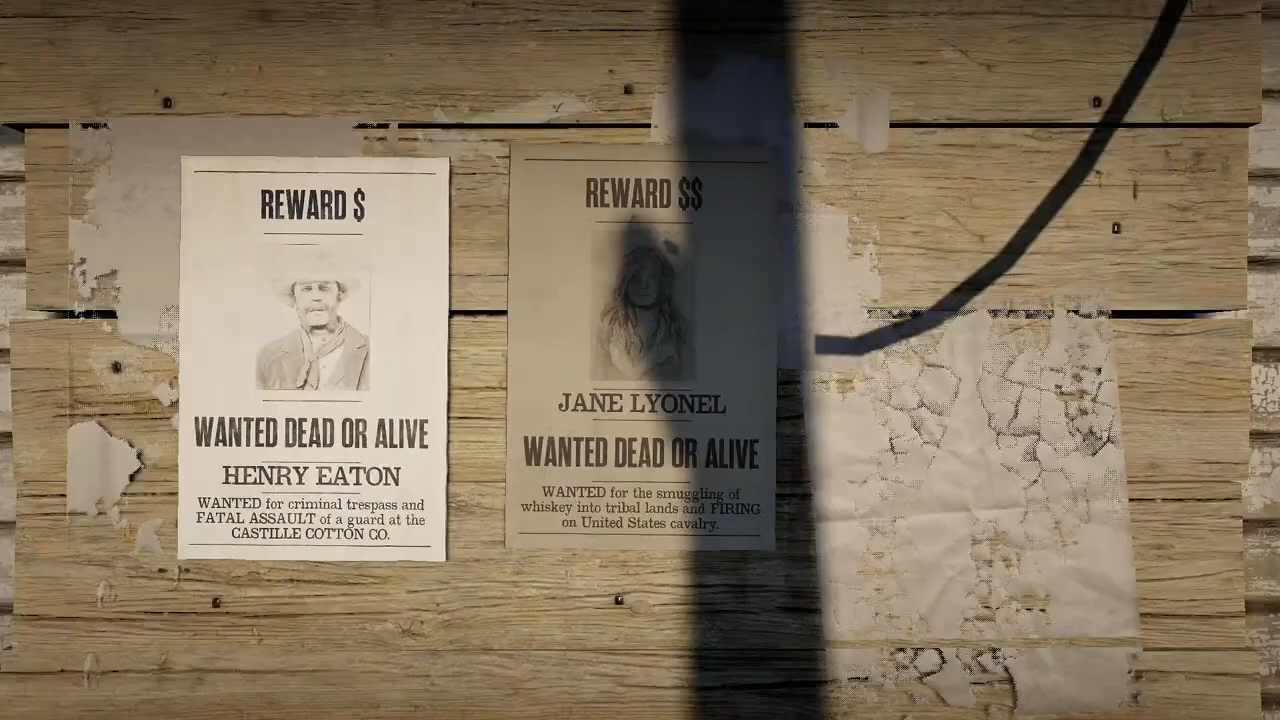 REWARD $
WANTED DEAD OR ALIVE
HENRY EATON
WANTED for criminal trespass and
FATAL ASSAULT of a guard at the
CASTILLE COTTON CO.
REWARD $$
JANE LYONEL
WANTED DEAD OR ALIVE
WANTED for the smuggling of
whiskey into tribal lands and FIRING
on United States cavalry.